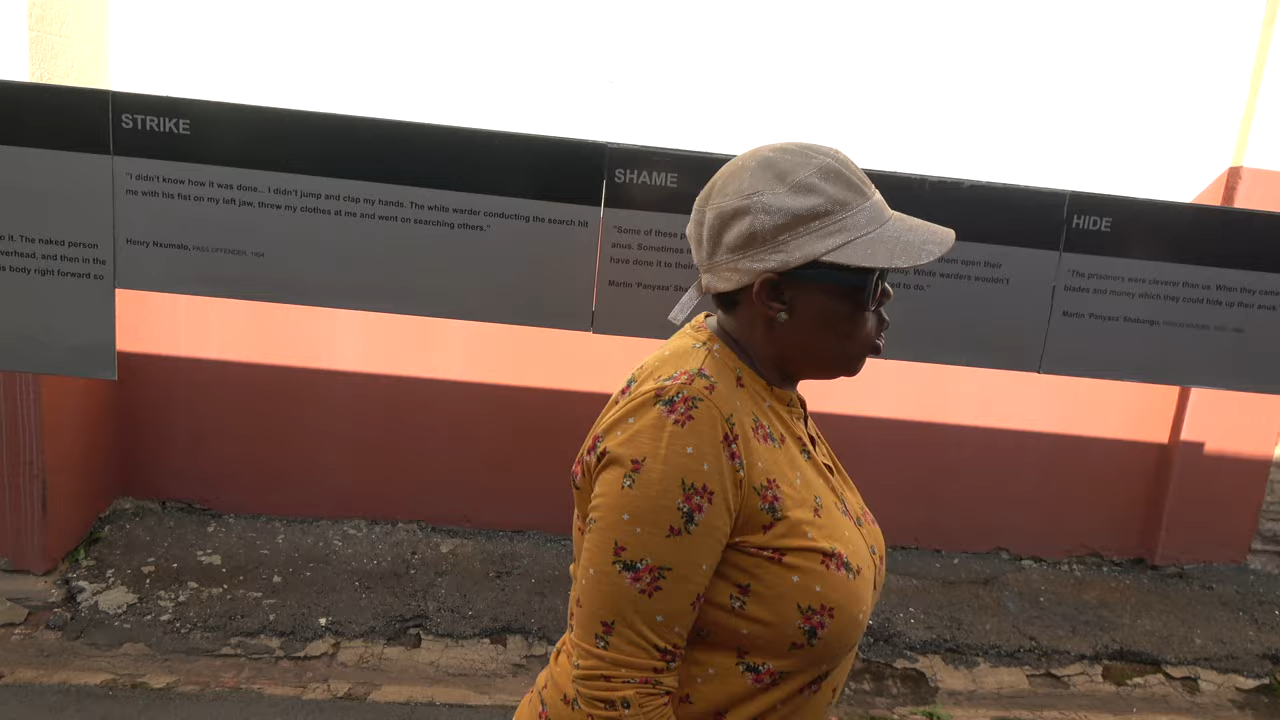 o it. The naked person
verhead, and then in the
is body right forward so
STRIKE
"I didn't know how it was done... I didn't jump and clap my hands. The white warder conducting the search hit
me with his fist on my left jaw, threw my clothes at me and went on searching others."
Henry Nxumalo, PASS OFFENDER, 1954
SHAME
"Some of these p
anus. Sometimes
have done it to their
Martin 'Panyaza' Sha
them open their
body. White warders wouldn't
ed to do."
HIDE
"The prisoners were cleverer than us. When they came
blades and money which they could hide up their anus.
Martin 'Panyaza' Shabangu,